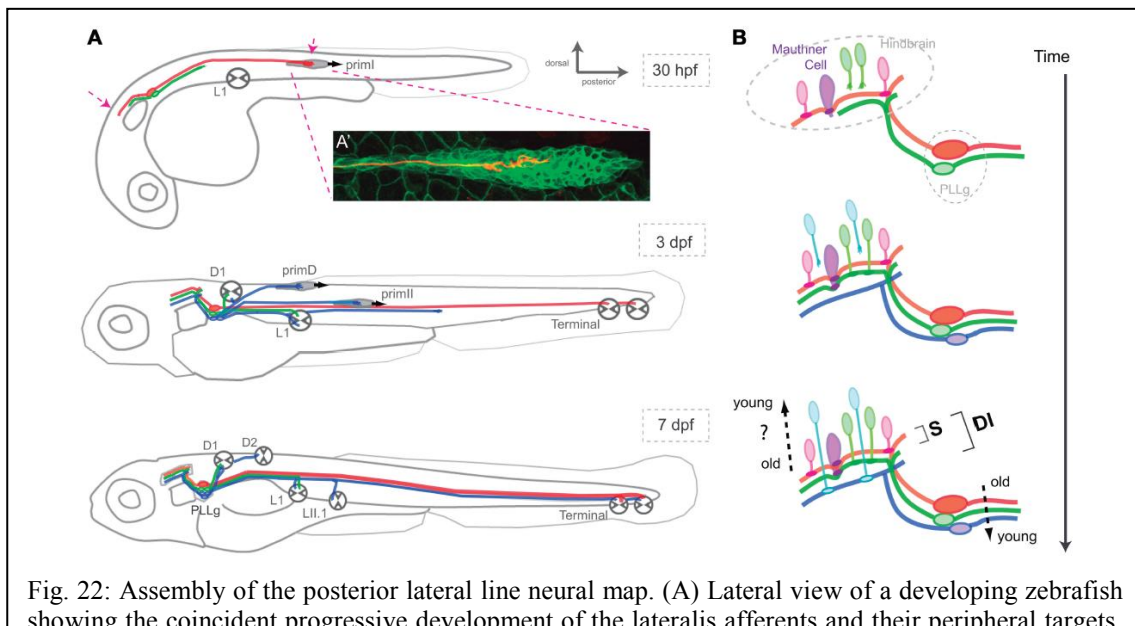 A
dorsal
posterior
30 hpf
primI
L1
A'
3 dpf
D1
primD
primII
L1
Terminal
7 dpf
D1
D2
PLLg
L1
LII.1
Terminal
B
Mauthner
Cell
Hindbrain
Time
PLLg
young
?
old
S
DI
old
young
Fig. 22: Assembly of the posterior lateral line neural map. (A) Lateral view of a developing zebrafish
showing the coincident progressive development of the lateralis afferents and their peripheral targets.